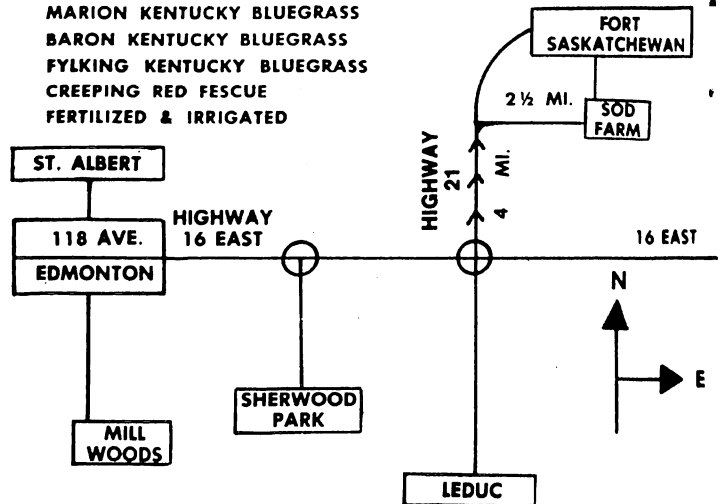 MARION KENTUCKY BLUEGRASS
BARON KENTUCKY BLUEGRASS
FYLKING KENTUCKY BLUEGRASS
CREEPING RED FESCUE
FERTILIZED & IRRIGATED
FORT
SASKATCHEWAN
2 ½ MI.
SOD
FARM
ST. ALBERT
HIGHWAY
21
4 MI.
118 AVE.
EDMONTON
HIGHWAY
16 EAST
16 EAST
N
E
SHERWOOD
PARK
MILL
WOODS
LEDUC